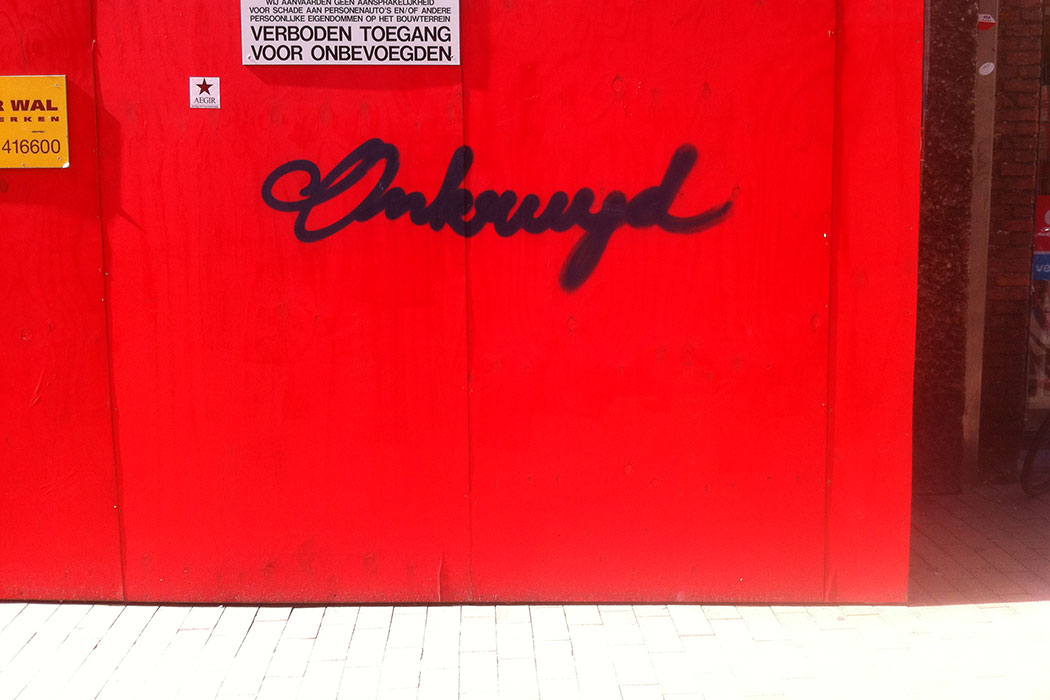 WIJ AANVAARDEN GEEN AANSPRAKELIJKHEID
VOOR SCHADE AAN PERSONENAUTO'S EN/OF ANDERE
PERSOONLIJKE EIGENDOMMEN OP HET BOUWTERREIN
VERBODEN TOEGANG
VOOR ONBEVOEGDEN
AEGIR
R WAL
ERKEN
416600
Onkruyd
ve